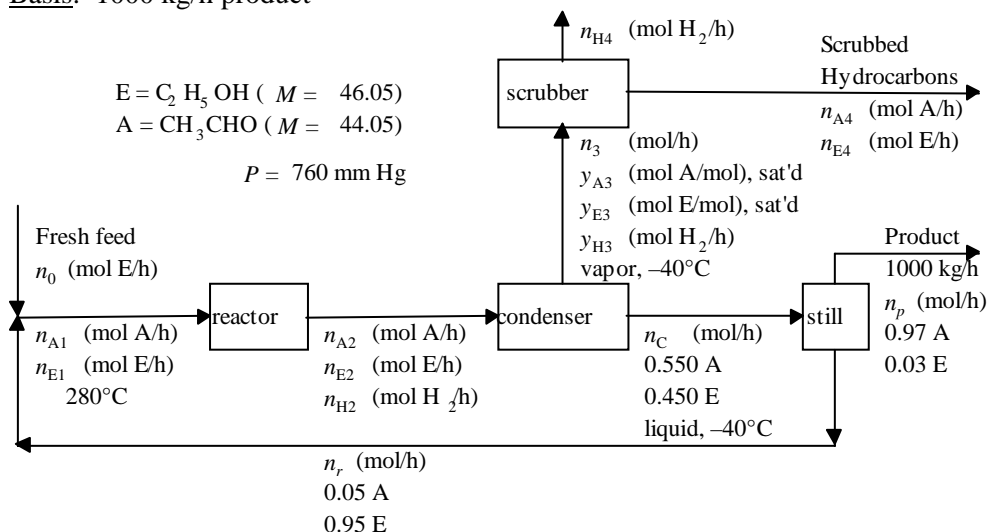 Basis: 1000 kg/h product
n_H4 (mol H_2/h)
Scrubbed
Hydrocarbons
n_A4 (mol A/h)
n_E4 (mol E/h)
E = C_2 H_5 OH ( M = 46.05)
A = CH_3CHO ( M = 44.05)
P = 760 mm Hg
scrubber
n_3 (mol/h)
y_A3 (mol A/mol), sat'd
y_E3 (mol E/mol), sat'd
y_H3 (mol H_2/h)
vapor, –40°C
Fresh feed
n_0 (mol E/h)
Product
1000 kg/h
n_p (mol/h)
0.97 A
0.03 E
reactor
condenser
still
n_A1 (mol A/h)
n_E1 (mol E/h)
280°C
n_A2 (mol A/h)
n_E2 (mol E/h)
n_H2 (mol H_2/h)
n_C (mol/h)
0.550 A
0.450 E
liquid, –40°C
n_r (mol/h)
0.05 A
0.95 E